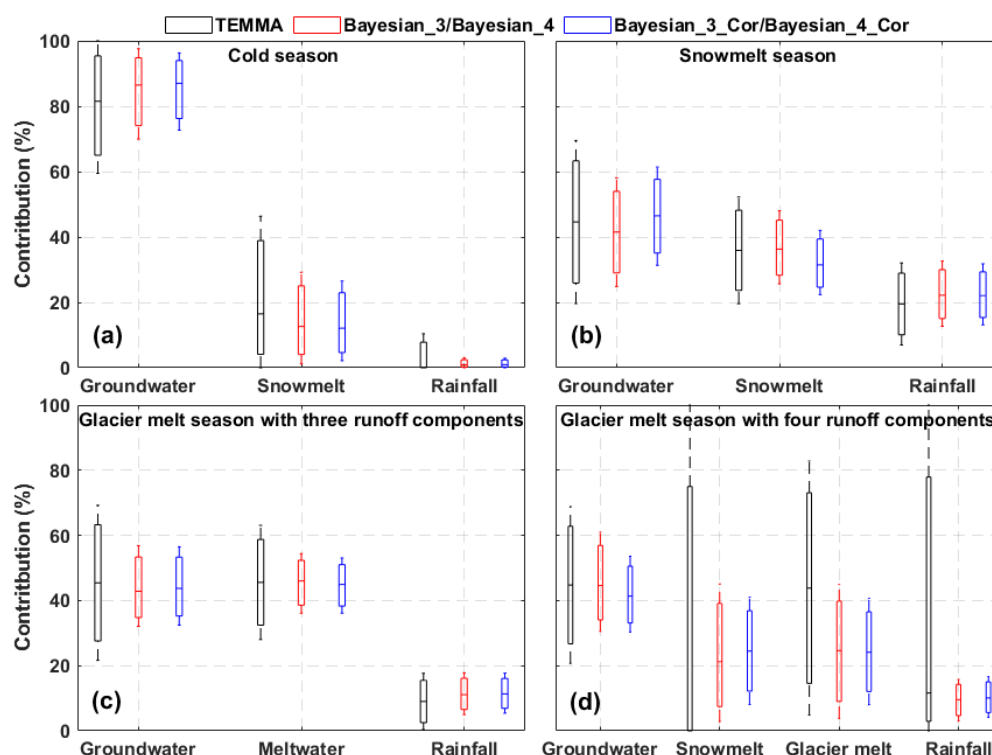 TEMMA Bayesian_3/Bayesian_4 Bayesian_3_Cor/Bayesian_4_Cor
Cold season
Snowmelt season
100
80
60
40
20
0
Contritbution (%)
(a)
(b)
Groundwater Snowmelt Rainfall
Groundwater Snowmelt Rainfall
Glacier melt season with three runoff components
Glacier melt season with four runoff components
100
80
60
40
20
0
Contritbution (%)
(c)
(d)
Groundwater Meltwater Rainfall
Groundwater Snowmelt Glacier melt Rainfall